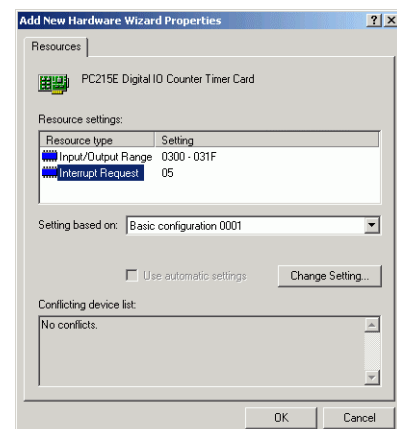 Add New Hardware Wizard Properties
Resources
PC215E Digital IO Counter Timer Card
Resource settings:
Resource type Setting
Input/Output Range 0300 - 031F
Interrupt Request 05
Setting based on: Basic configuration 0001
Use automatic settings Change Setting...
Conflicting device list:
No conflicts.
OK Cancel